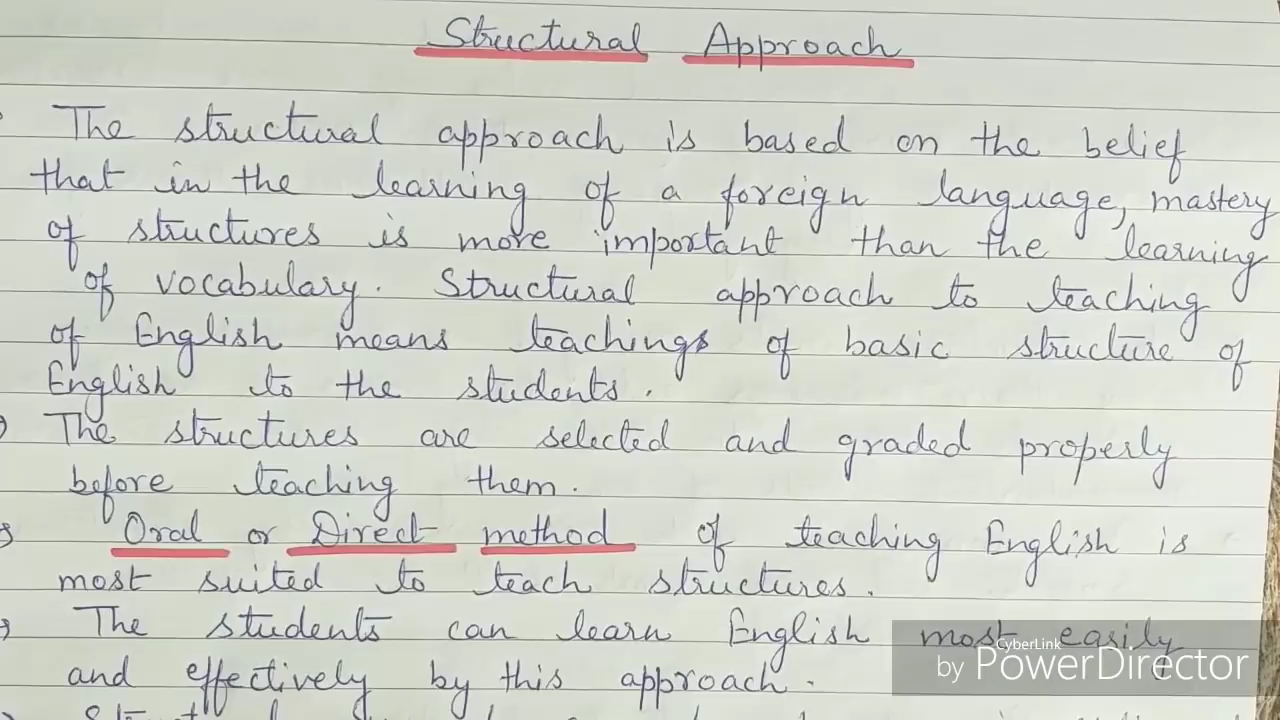 Structural Approach
The structural approach is based on the belief
that in the learning of a foreign language, mastery
of structures is more important than the learning
of vocabulary. Structural approach to teaching
of English means teachings of basic structure of
English to the students.
The structures are selected and graded properly
before teaching them.
Oral or Direct method of teaching English is
most suited to teach structures.
The students can learn English most easily
and effectively by this approach.
CyberLink
by PowerDirector